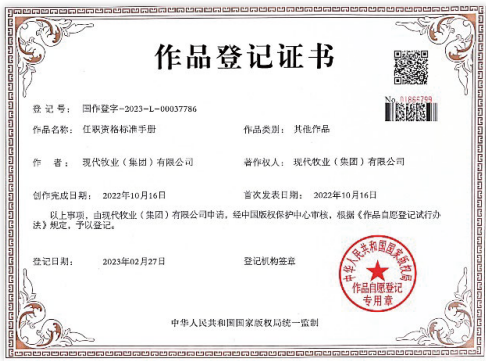 作品登记证书
No. 01866799
登 记 号： 国作登字-2023-L-00037786
作品名称： 任职资格标准手册 作品类别： 其他作品
作 者： 现代牧业（集团）有限公司 著作权人： 现代牧业（集团）有限公司
创作完成日期： 2022年10月16日 首次发表日期： 2022年10月16日
以上事项，由现代牧业（集团）有限公司申请，经中国版权保护中心审核，根据《作品自愿登记试行办
法》规定，予以登记。
登记日期： 2023年02月27日 登记机构签章
中华人民共和国国家版权局
作品自愿登记
专用章
中华人民共和国国家版权局统一监制